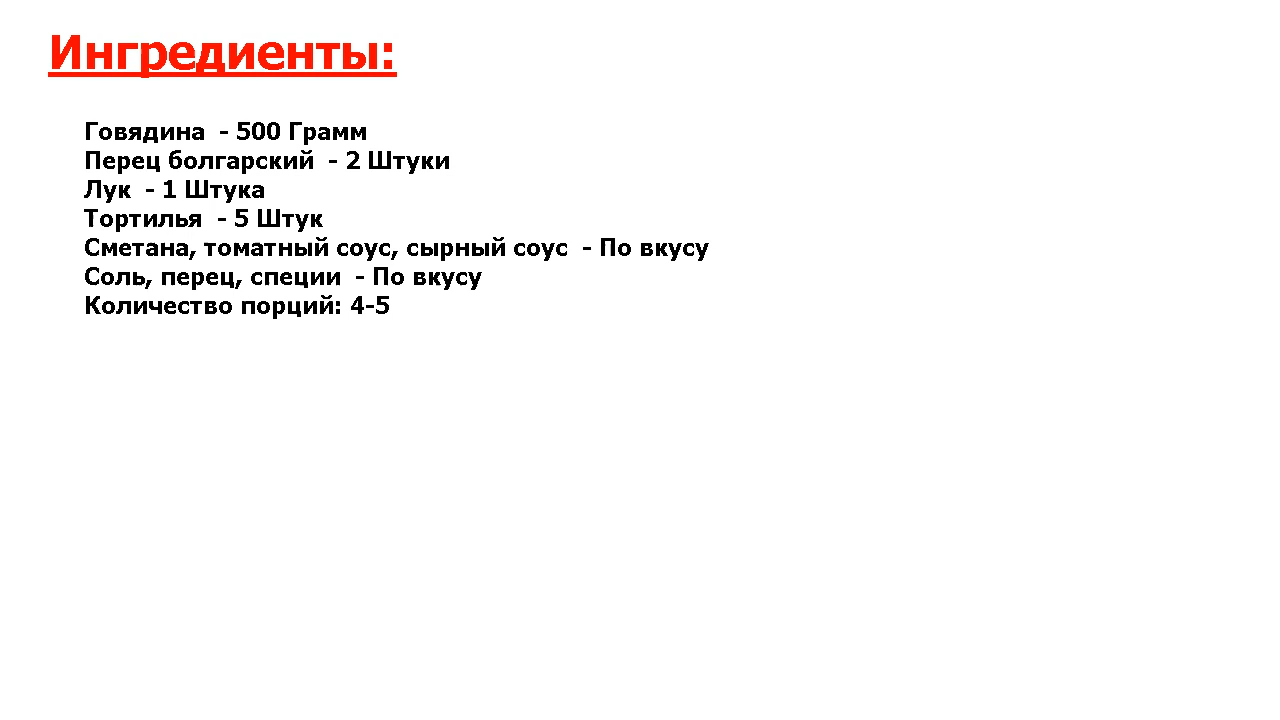 Ингредиенты:
Говядина  - 500 Грамм
Перец болгарский  - 2 Штуки
Лук  - 1 Штука
Тортилья  - 5 Штук
Сметана, томатный соус, сырный соус  - По вкусу
Соль, перец, специи  - По вкусу
Количество порций: 4-5